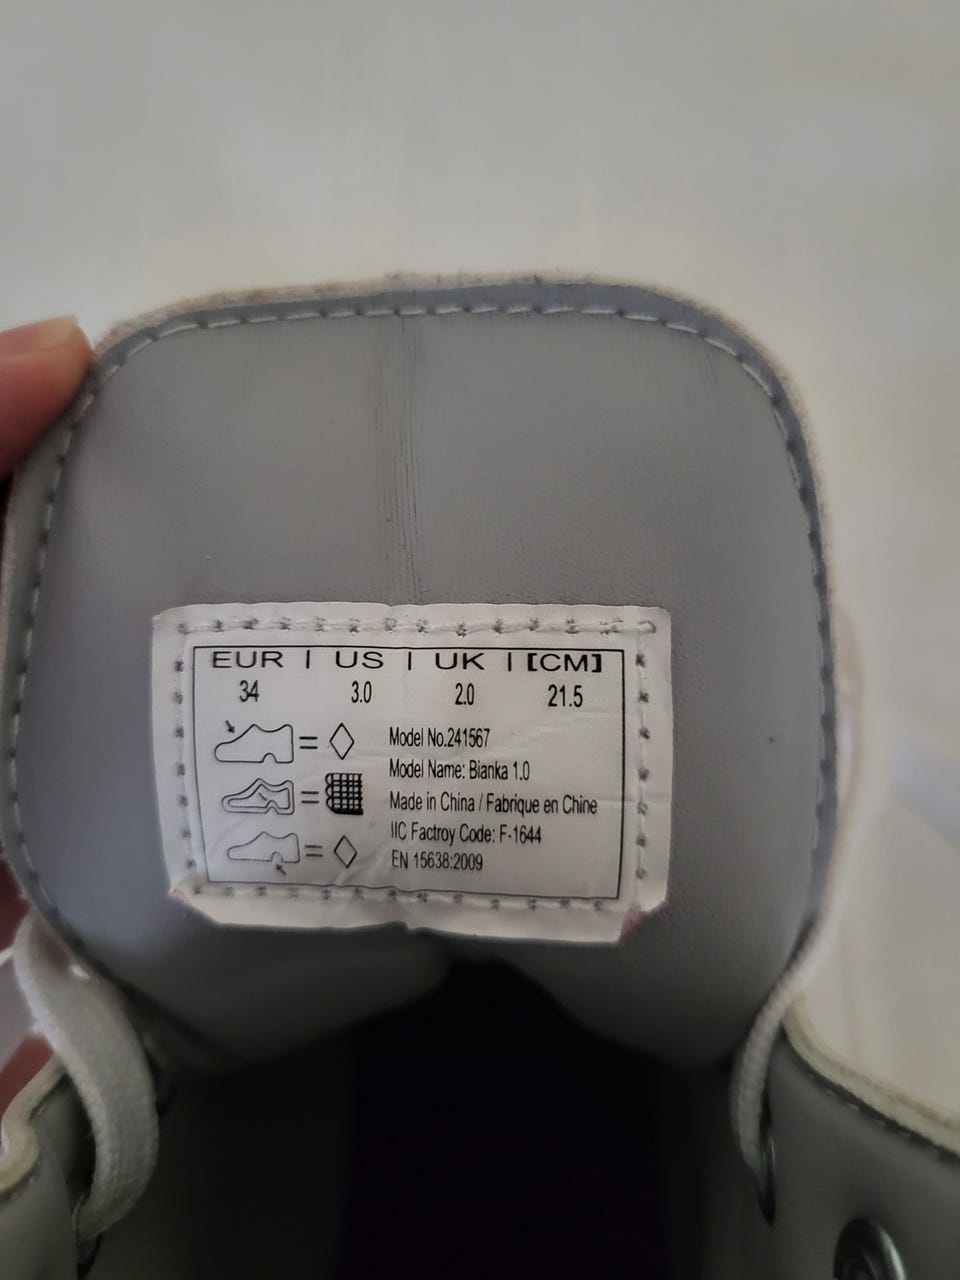 EUR | US | UK | [CM]
34 3.0 2.0 21.5
Model No.241567
Model Name: Bianka 1.0
Made in China / Fabrique en Chine
IIC Factroy Code: F-1644
EN 15638:2009